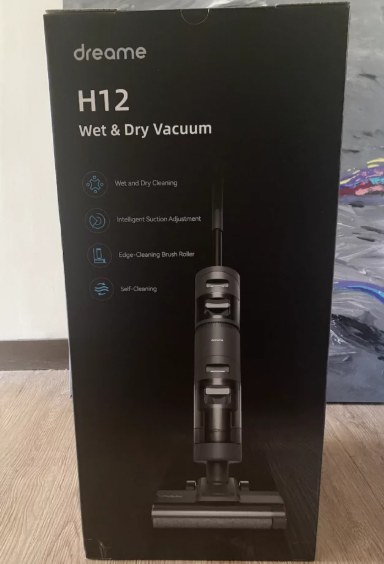 dreame
H12
Wet & Dry Vacuum
Wet and Dry Cleaning
Intelligent Suction Adjustment
Edge-Cleaning Brush Roller
Self-Cleaning